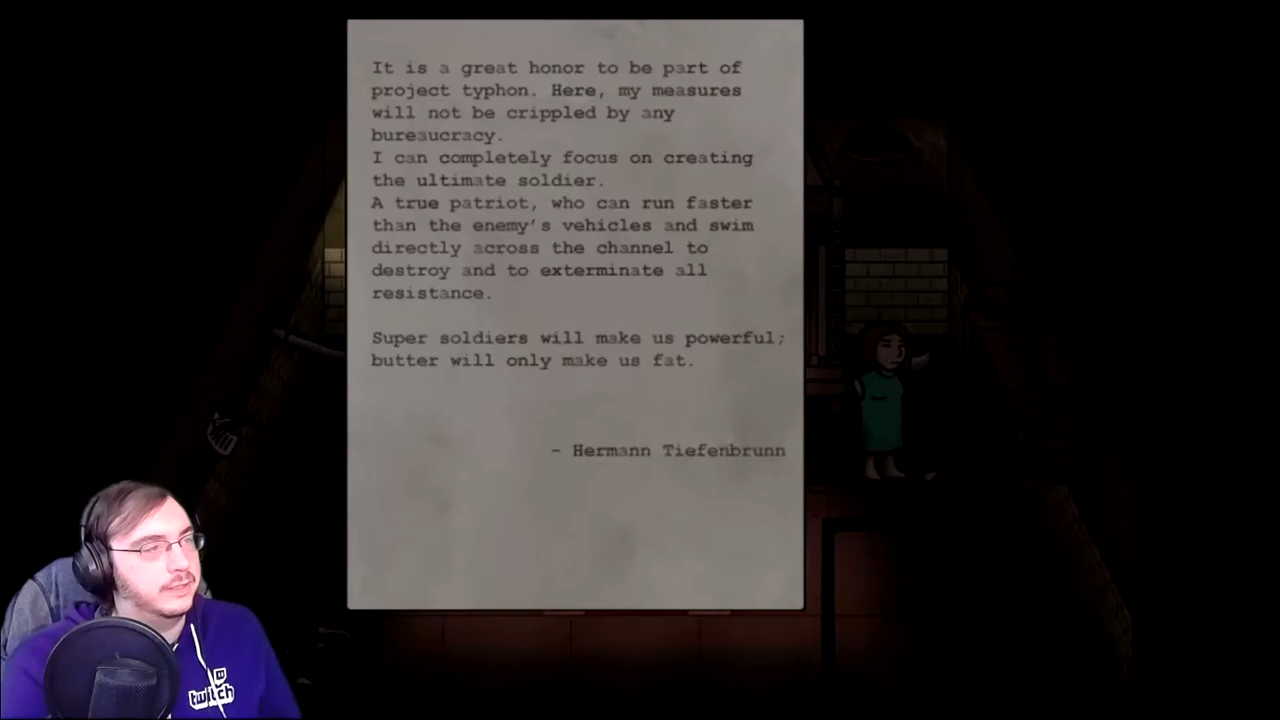 It is a great honor to be part of
project typhon. Here, my measures
will not be crippled by any
bureaucracy.
I can completely focus on creating
the ultimate soldier.
A true patriot, who can run faster
than the enemy's vehicles and swim
directly across the channel to
destroy and to exterminate all
resistance.
Super soldiers will make us powerful;
butter will only make us fat.
- Hermann Tiefenbrunn
twitch